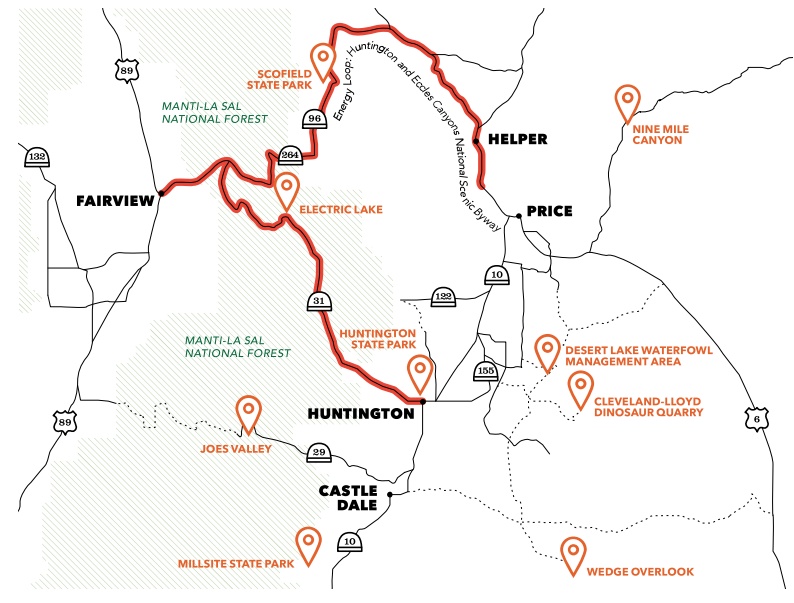 89
SCOFIELD
STATE PARK
Energy Loop: Huntington and Eccles Canyons National Scenic Byway
MANTI-LA SAL
NATIONAL FOREST
96
NINE MILE
CANYON
HELPER
132
264
FAIRVIEW
ELECTRIC LAKE
PRICE
10
122
31
HUNTINGTON
STATE PARK
MANTI-LA SAL
NATIONAL FOREST
DESERT LAKE WATERFOWL
MANAGEMENT AREA
155
CLEVELAND-LLOYD
DINOSAUR QUARRY
HUNTINGTON
89
6
JOES VALLEY
29
CASTLE
DALE
10
MILLSITE STATE PARK
WEDGE OVERLOOK